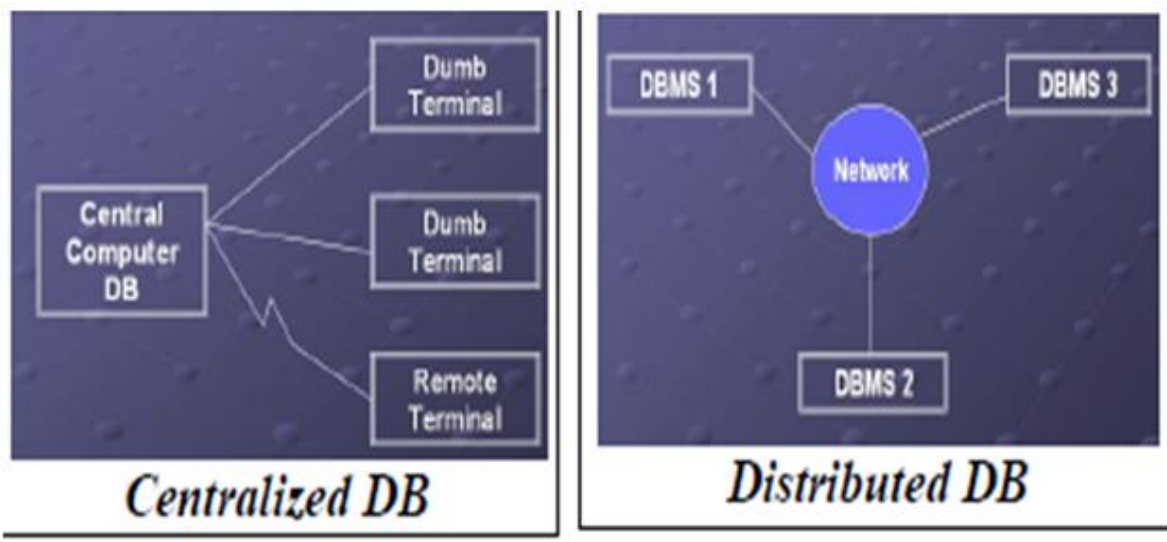 Central
Computer
DB
Dumb
Terminal
Dumb
Terminal
Remote
Terminal
Centralized DB
DBMS 1
Network
DBMS 3
DBMS 2
Distributed DB